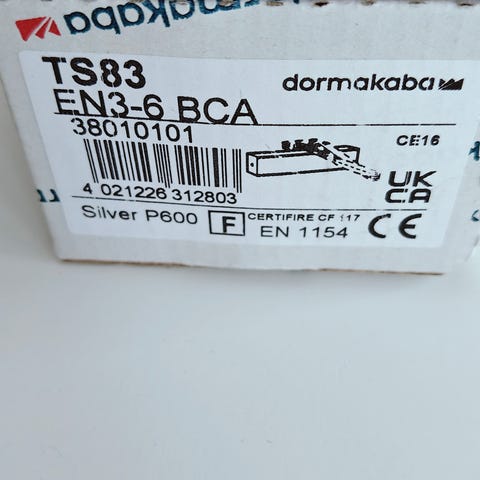 dormakaba
TS83
dormakaba
EN3-6 BCA
38010101
CE16
4 021226 312803
UK
CA
Silver P600
F
CERTIFIRE CF 117
EN 1154
CE